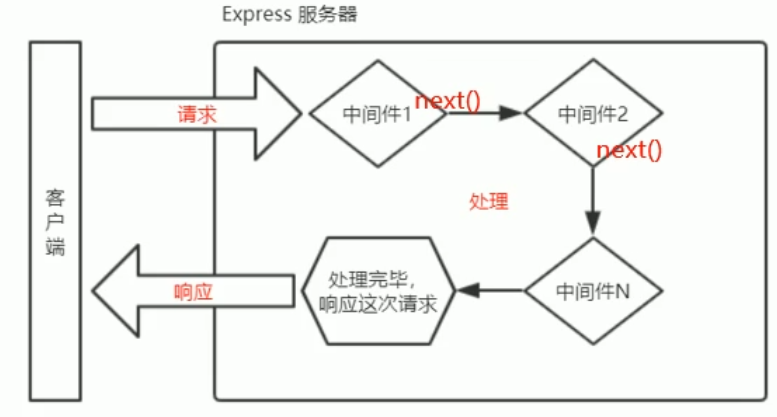 Express 服务器
请求
中间件1
next()
中间件2
next()
客
户
端
处理
响应
处理完毕，
响应这次请求
中间件N